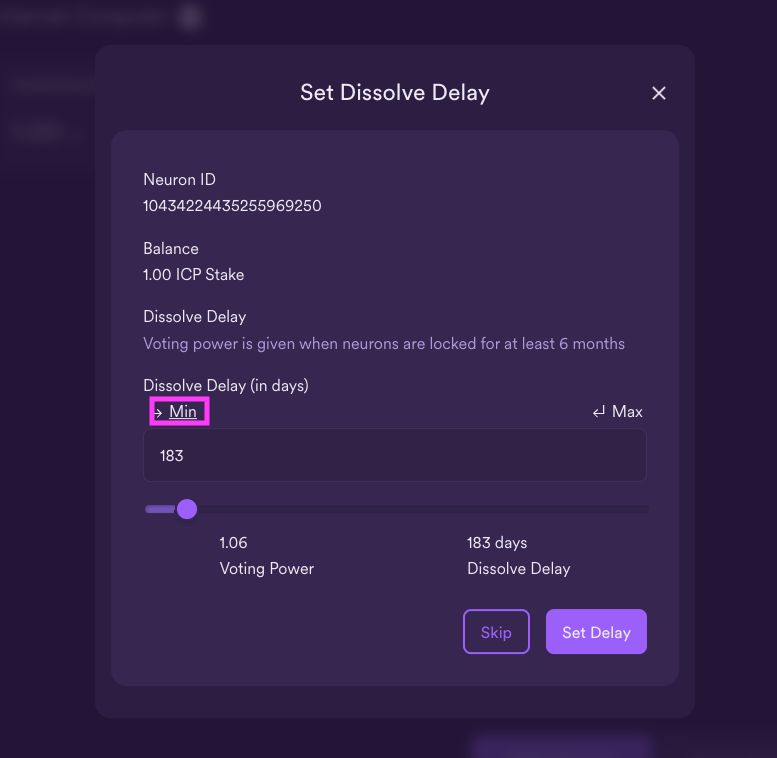 Set Dissolve Delay
Neuron ID
10434224435255969250
Balance
1.00 ICP Stake
Dissolve Delay
Voting power is given when neurons are locked for at least 6 months
Dissolve Delay (in days)
Min
Max
183
1.06
183 days
Voting Power
Dissolve Delay
Skip
Set Delay